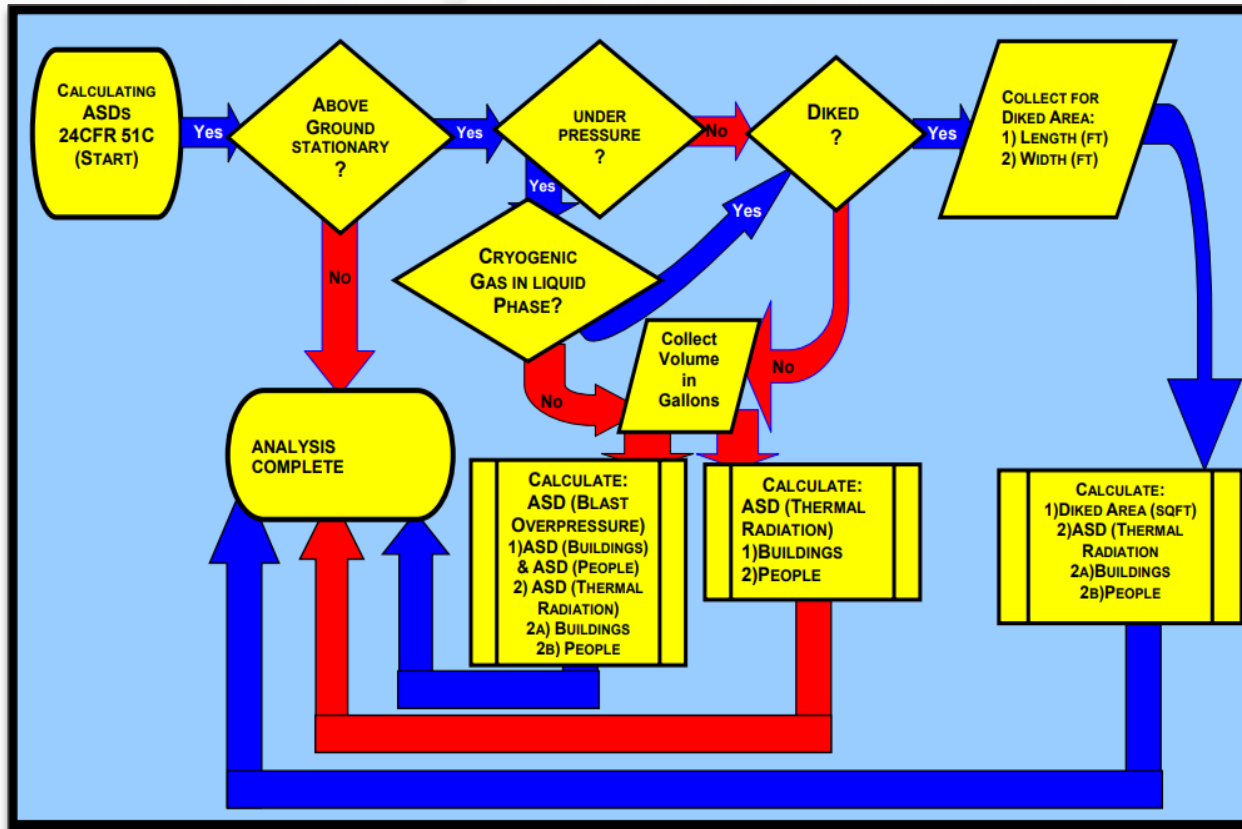 CALCULATING
ASDS
24CFR 51C
(START)
Yes
ABOVE
GROUND
STATIONARY
?
Yes
UNDER
PRESSURE
?
No
DIKED
?
Yes
COLLECT FOR
DIKED AREA:
1) LENGTH (FT)
2) WIDTH (FT)
No
Yes
CRYOGENIC
GAS IN LIQUID
PHASE?
Yes
No
Collect
Volume
in
Gallons
No
ANALYSIS
COMPLETE
CALCULATE:
ASD (BLAST
OVERPRESSURE)
1)ASD (BUILDINGS)
& ASD (PEOPLE)
2) ASD (THERMAL
RADIATION)
2A) BUILDINGS
2B) PEOPLE
CALCULATE:
ASD (THERMAL
RADIATION)
1)BUILDINGS
2)PEOPLE
CALCULATE:
1)DIKED AREA (SQFT)
2)ASD (THERMAL
RADIATION
2A)BUILDINGS
2B)PEOPLE